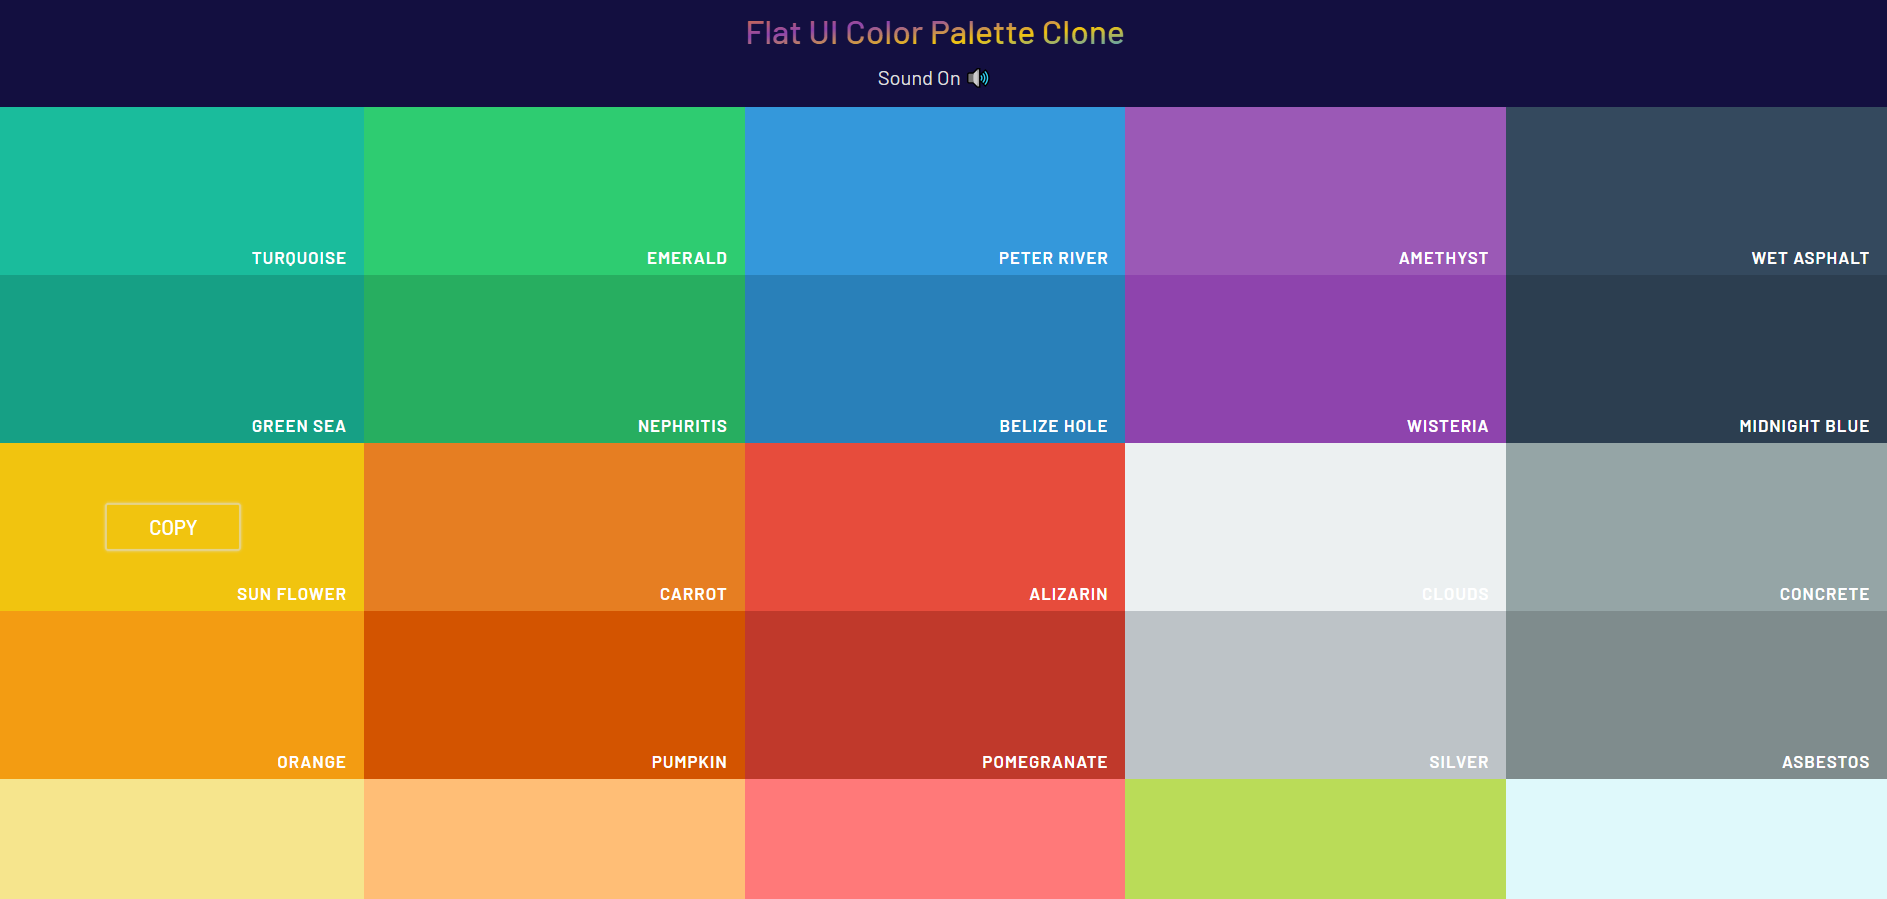 Flat UI Color Palette Clone
Sound On
TURQUOISE
EMERALD
PETER RIVER
AMETHYST
WET ASPHALT
GREEN SEA
NEPHRITIS
BELIZE HOLE
WISTERIA
MIDNIGHT BLUE
COPY
SUN FLOWER
CARROT
ALIZARIN
CLOUDS
CONCRETE
ORANGE
PUMPKIN
POMEGRANATE
SILVER
ASBESTOS